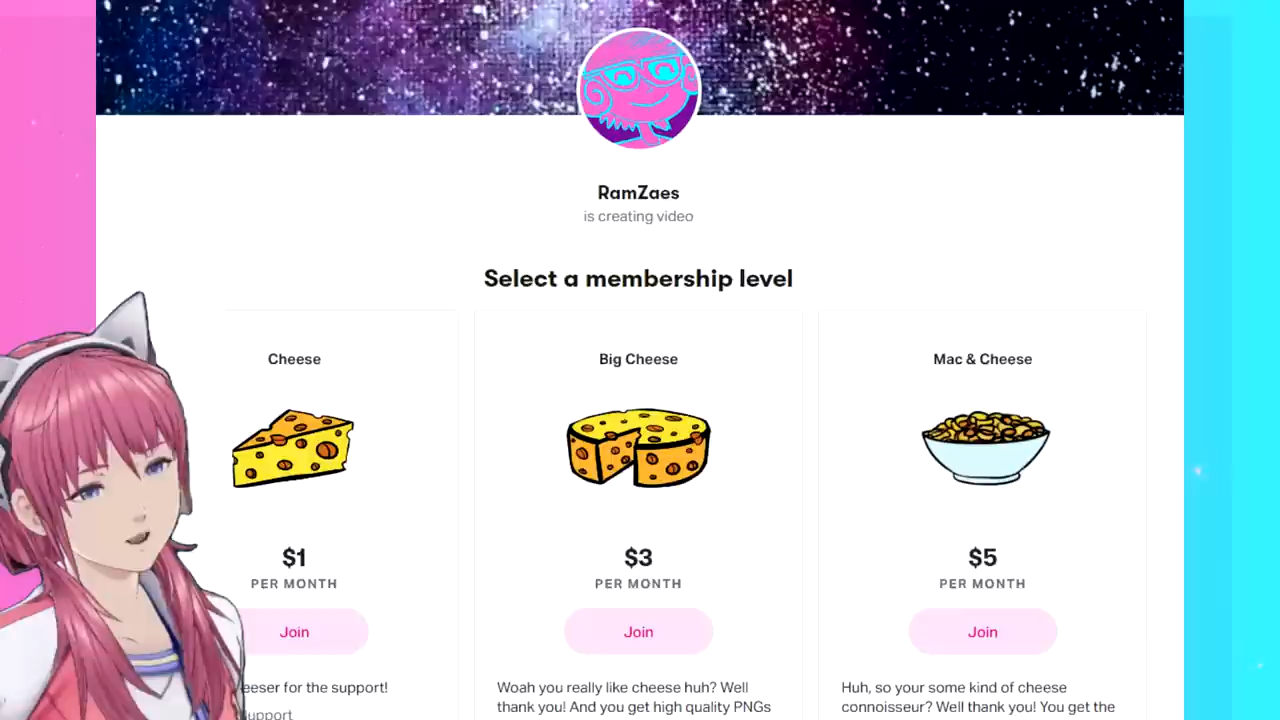 RamZaes
is creating video
Select a membership level
Cheese
Big Cheese
Mac & Cheese
$1
$3
$5
PER MONTH
PER MONTH
PER MONTH
Join
Join
Join
for the support!
Woah you really like cheese huh? Well
Huh, so your some kind of cheese
thank you! And you get high quality PNGs
connoisseur? Well thank you! You get the